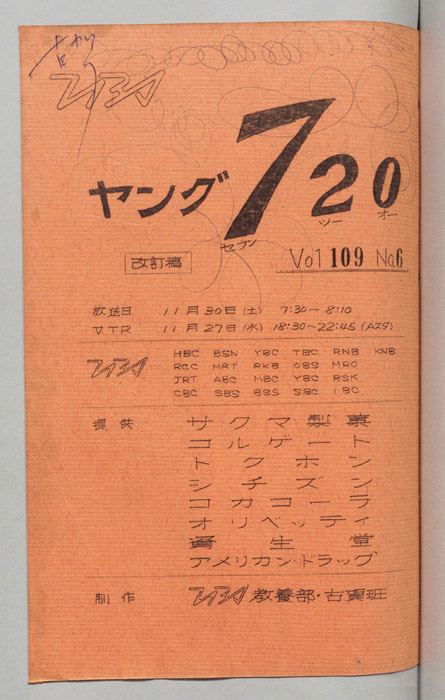 TBS
ヤング720
セブン ツー オー
改訂稿
Vol 109 No.6
放送日 11月30日(土) 7:30〜8:10
VTR 11月27日(水) 18:30〜22:45 (Aスタ)
TBS
HBC BSN YBC TBC RNB KNB
RCC MRT RKB OBS MRO
JRT ABC MBC YBC RSK
CBC SBS BSS SBC IBC
提供
サクマ製菓
コルゲート
トクホン
シチズン
コカコーラ
オリベッティ
資生堂
アメリカン・ドラッグ
制作 TBS 教養部・古賀班